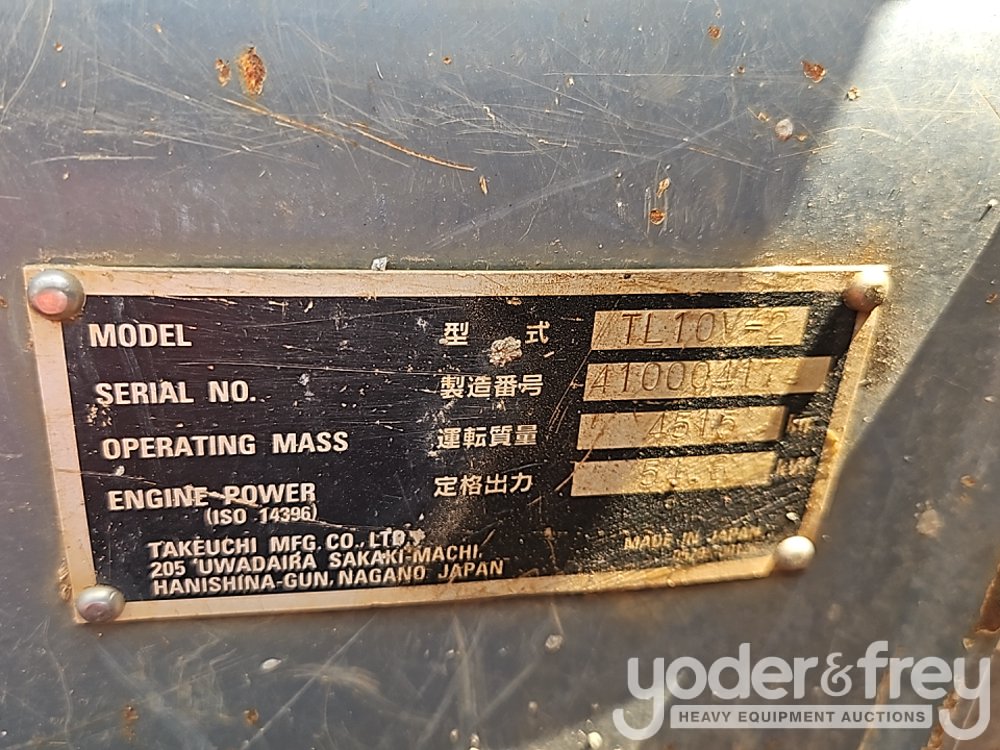 MODEL 型 式 TL10V-2
SERIAL NO. 製造番号
OPERATING MASS 運転質量 4515
ENGINE POWER 定格出力 kW
(ISO 14396)
TAKEUCHI MFG. CO., LTD.
205 UWADAIRA SAKAKI-MACHI,
HANISHINA-GUN, NAGANO JAPAN
MADE IN JAPAN
yoder&frey
HEAVY EQUIPMENT AUCTIONS